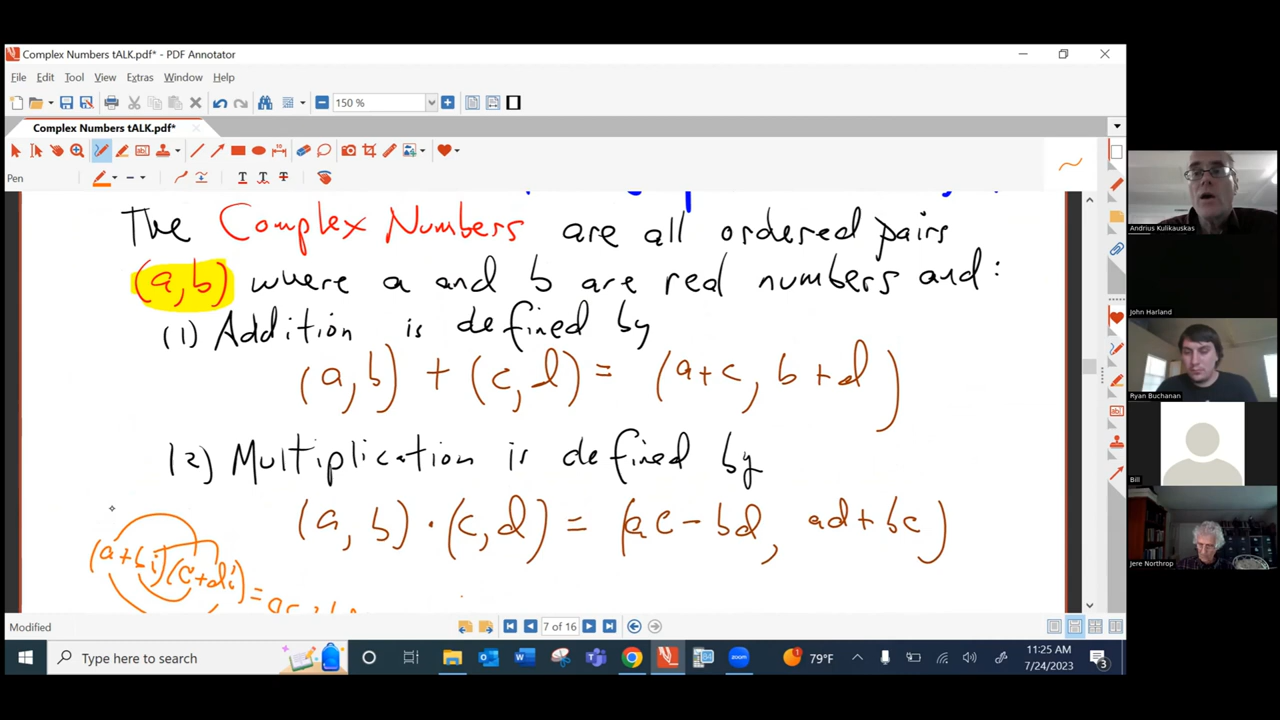 Complex Numbers tALK.pdf* - PDF Annotator
File Edit Tool View Extras Window Help
150 %
Complex Numbers tALK.pdf*
Pen
The Complex Numbers are all ordered pairs
(a,b) where a and b are real numbers and:
(1) Addition is defined by
(a,b) + (c,d) = (a+c, b+d)
(2) Multiplication is defined by
(a,b)·(c,d) = (ac-bd, ad+bc)
(a+bi)(c+di) =
Modified
7 of 16
Type here to search
79°F
11:25 AM
7/24/2023
3
Andrius Kulikauskas
John Harland
Ryan Buchanan
Bill
Jere Northrop